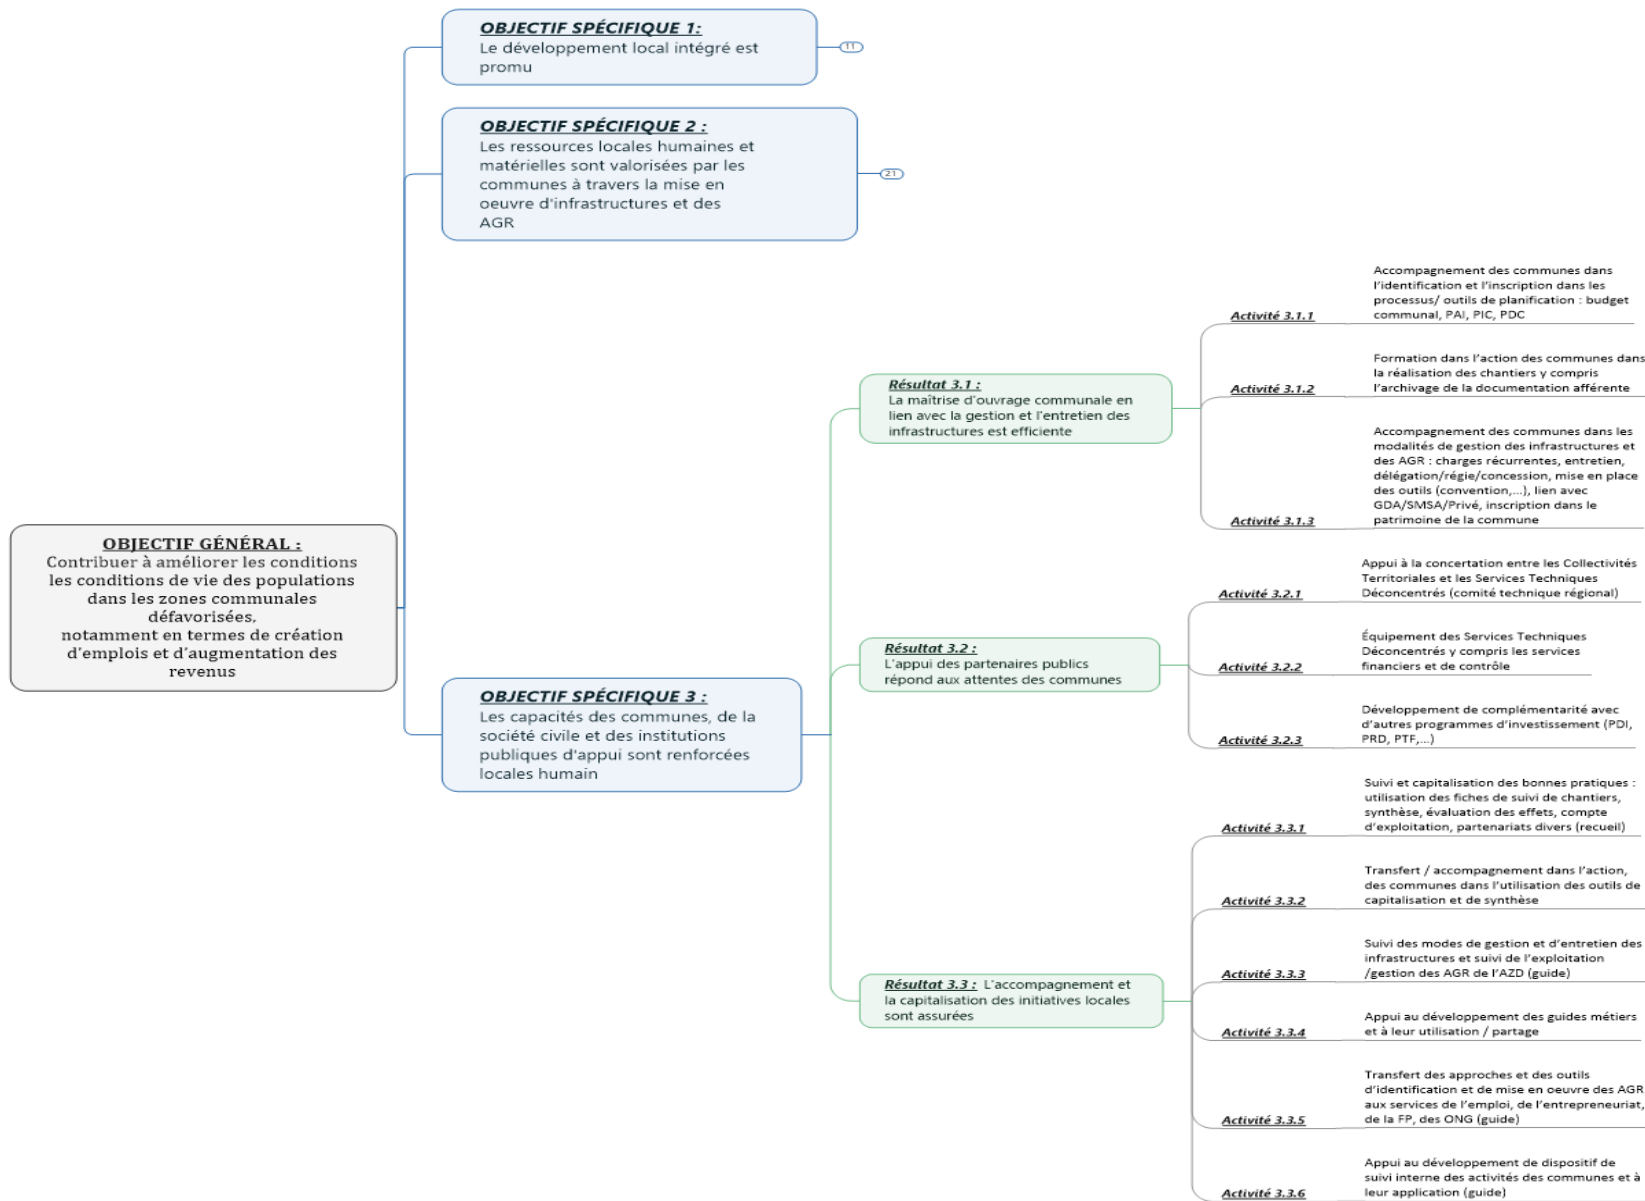 OBJECTIF SPÉCIFIQUE 1:
Le développement local intégré est
promu
11
OBJECTIF SPÉCIFIQUE 2 :
Les ressources locales humaines et
matérielles sont valorisées par les
communes à travers la mise en
oeuvre d'infrastructures et des
AGR
21
OBJECTIF GÉNÉRAL :
Contribuer à améliorer les conditions
les conditions de vie des populations
dans les zones communales
défavorisées,
notamment en termes de création
d'emplois et d'augmentation des
revenus
OBJECTIF SPÉCIFIQUE 3 :
Les capacités des communes, de la
société civile et des institutions
publiques d'appui sont renforcées
locales humain
Résultat 3.1 :
La maîtrise d'ouvrage communale en
lien avec la gestion et l'entretien des
infrastructures est efficiente
Activité 3.1.1
Accompagnement des communes dans
l'identification et l'inscription dans les
processus/ outils de planification : budget
communal, PAI, PIC, PDC
Activité 3.1.2
Formation dans l'action des communes dans
la réalisation des chantiers y compris
l'archivage de la documentation afférente
Activité 3.1.3
Accompagnement des communes dans les
modalités de gestion des infrastructures et
des AGR : charges récurrentes, entretien,
délégation/régie/concession, mise en place
des outils (convention,...), lien avec
GDA/SMSA/Privé, inscription dans le
patrimoine de la commune
Résultat 3.2 :
L'appui des partenaires publics
répond aux attentes des communes
Activité 3.2.1
Appui à la concertation entre les Collectivités
Territoriales et les Services Techniques
Déconcentrés (comité technique régional)
Activité 3.2.2
Équipement des Services Techniques
Déconcentrés y compris les services
financiers et de contrôle
Activité 3.2.3
Développement de complémentarité avec
d'autres programmes d'investissement (PDI,
PRD, PTF,...)
Résultat 3.3 : L'accompagnement et
la capitalisation des initiatives locales
sont assurées
Activité 3.3.1
Suivi et capitalisation des bonnes pratiques :
utilisation des fiches de suivi de chantiers,
synthèse, évaluation des effets, compte
d'exploitation, partenariats divers (recueil)
Activité 3.3.2
Transfert / accompagnement dans l'action,
des communes dans l'utilisation des outils de
capitalisation et de synthèse
Activité 3.3.3
Suivi des modes de gestion et d'entretien des
infrastructures et suivi de l'exploitation
/gestion des AGR de l'AZD (guide)
Activité 3.3.4
Appui au développement des guides métiers
et à leur utilisation / partage
Activité 3.3.5
Transfert des approches et des outils
d'identification et de mise en oeuvre des AGR
aux services de l'emploi, de l'entrepreneuriat,
de la FP, des ONG (guide)
Activité 3.3.6
Appui au développement de dispositif de
suivi interne des activités des communes et à
leur application (guide)